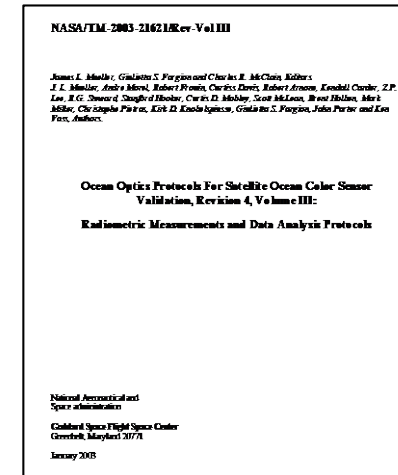 NASA/TM-2003-21621/Rev-Vol III
James L. Mueller, Giulietta S. Fargion and Charles R. McClain, Editors
J. L. Mueller, Andre Morel, Robert Frouin, Curtiss Davis, Robert Arnone, Kendall Carder, Z.P.
Lee, R.G. Steward, Stanford Hooker, Curtis D. Mobley, Scott McLean, Brent Holben, Mark
Miller, Christophe Pietras, Kirk D. Knobelspiesse, Giulietta S. Fargion, John Porter and Ken
Voss, Authors.
Ocean Optics Protocols For Satellite Ocean Color Sensor
Validation, Revision 4, Volume III:
Radiometric Measurements and Data Analysis Protocols
National Aeronautical and
Space administration
Goddard Space Flight Space Center
Greenbelt, Maryland 20771
January 2003